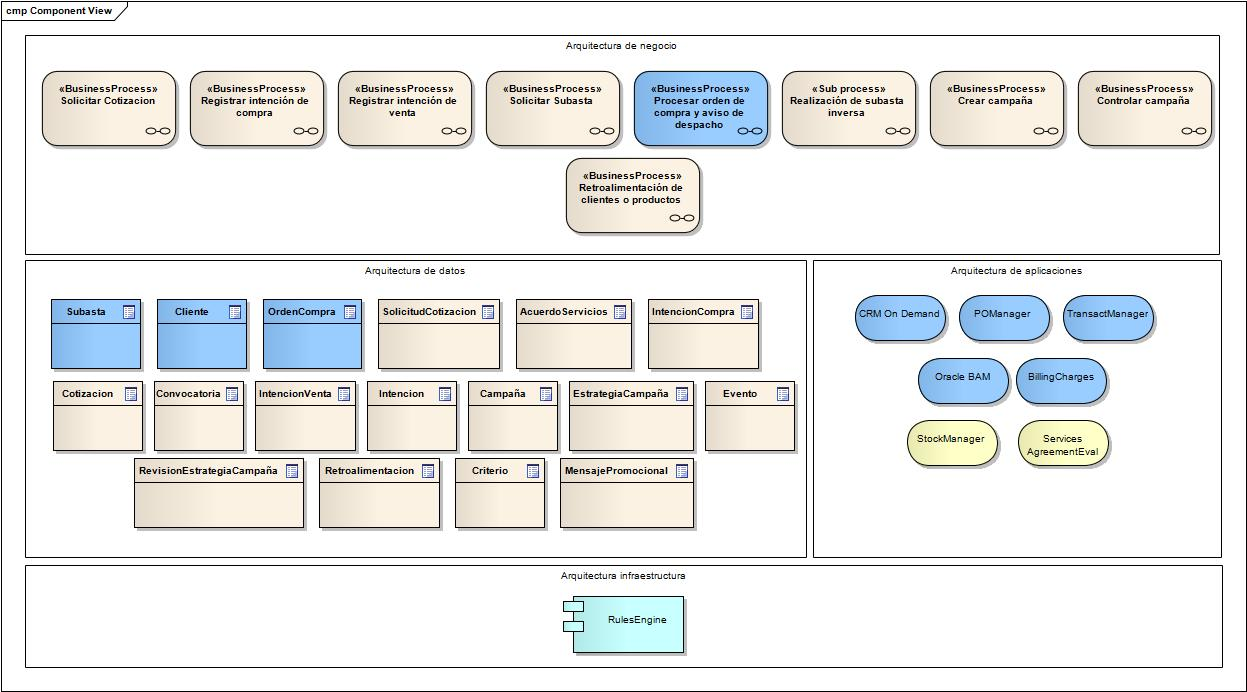 cmp Component View
Arquitectura de negocio
«BusinessProcess»
Solicitar Cotizacion
«BusinessProcess»
Registrar intención de
compra
«BusinessProcess»
Registrar intención de
venta
«BusinessProcess»
Solicitar Subasta
«BusinessProcess»
Procesar orden de
compra y aviso de
despacho
«Sub process»
Realización de subasta
inversa
«BusinessProcess»
Crear campaña
«BusinessProcess»
Controlar campaña
«BusinessProcess»
Retroalimentación de
clientes o productos
Arquitectura de datos
Subasta
Cliente
OrdenCompra
SolicitudCotizacion
AcuerdoServicios
IntencionCompra
Cotizacion
Convocatoria
IntencionVenta
Intencion
Campaña
EstrategiaCampaña
Evento
RevisionEstrategiaCampaña
Retroalimentacion
Criterio
MensajePromocional
Arquitectura de aplicaciones
CRM On Demand
POManager
TransactManager
Oracle BAM
BillingCharges
StockManager
Services
AgreementEval
Arquitectura infraestructura
RulesEngine